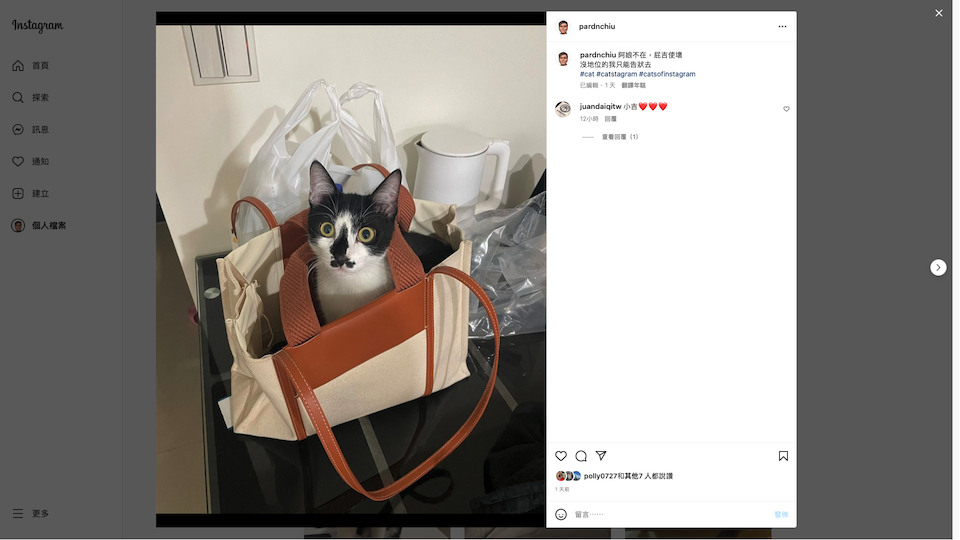 Instagram
首頁
探索
訊息
通知
建立
個人檔案
更多
pardnchiu
pardnchiu 阿娘不在，屁吉使壞
沒地位的我只能告狀去
#cat #catstagram #catsofinstagram
已編輯·1 天 翻譯年糕
juandaiqitw 小吉❤️❤️❤️
12小時 回覆
查看回覆（1）
polly0727和其他7 人都說讚
1 天前
留言⋯⋯
發佈